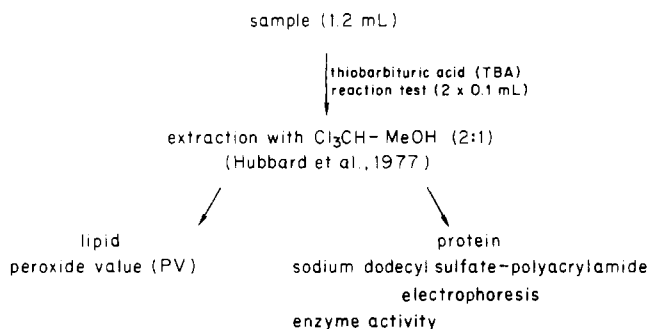 sample (1.2 mL)
thiobarbituric acid (TBA)
reaction test (2 x 0.1 mL)
extraction with Cl₃CH – MeOH (2:1)
(Hubbard et al., 1977)
lipid
peroxide value (PV)
protein
sodium dodecyl sulfate-polyacrylamide
electrophoresis
enzyme activity